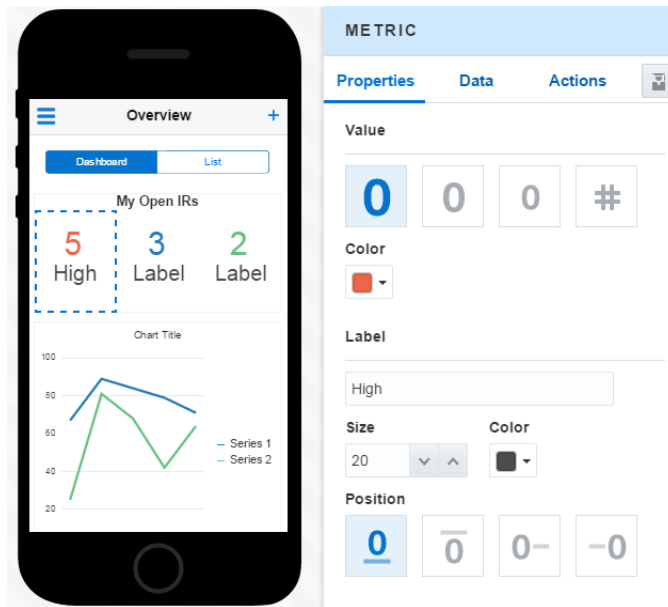 Overview +
Dashboard List
My Open IRs
5 3 2
High Label Label
Chart Title
100
80
60
40
20
Series 1
Series 2
METRIC
Properties Data Actions
Value
0 0 0 #
Color
Label
High
Size Color
20
Position
0 0 0 0